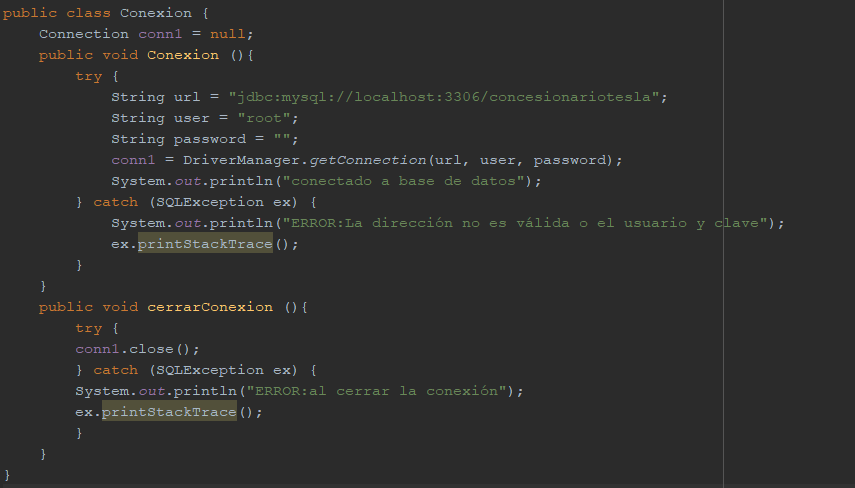 public class Conexion {
    Connection conn1 = null;
    public void Conexion (){
        try {
            String url = "jdbc:mysql://localhost:3306/concesionariotesla";
            String user = "root";
            String password = "";
            conn1 = DriverManager.getConnection(url, user, password);
            System.out.println("conectado a base de datos");
        } catch (SQLException ex) {
            System.out.println("ERROR:La dirección no es válida o el usuario y clave");
            ex.printStackTrace();
        }
    }
    public void cerrarConexion (){
        try {
        conn1.close();
        } catch (SQLException ex) {
        System.out.println("ERROR:al cerrar la conexión");
        ex.printStackTrace();
        }
    }
}